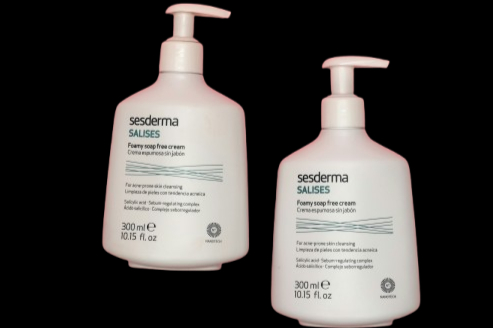 sesderma
SALISES
Foamy soap free cream
Crema espumosa sin jabón
For acne-prone skin cleansing
Limpieza de pieles con tendencia acneica
Salicylic acid · Sebum regulating complex
Ácido salicílico · Complejo seborregulador
300 ml ℮
10.15 fl. oz
NANOTECH
sesderma
SALISES
Foamy soap free cream
Crema espumosa sin jabón
For acne-prone skin cleansing
Limpieza de pieles con tendencia acneica
Salicylic acid · Sebum regulating complex
Ácido salicílico · Complejo seborregulador
300 ml ℮
10.15 fl. oz
NANOTECH